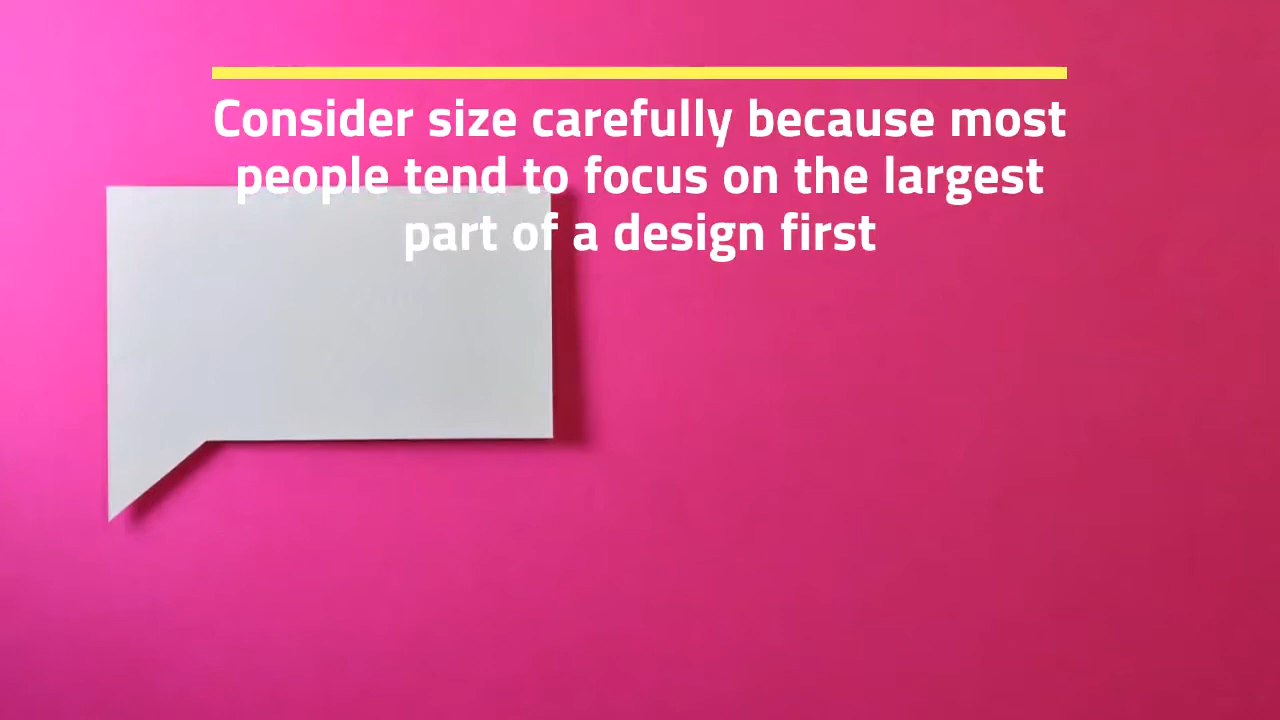 Consider size carefully because most
people tend to focus on the largest
part of a design first